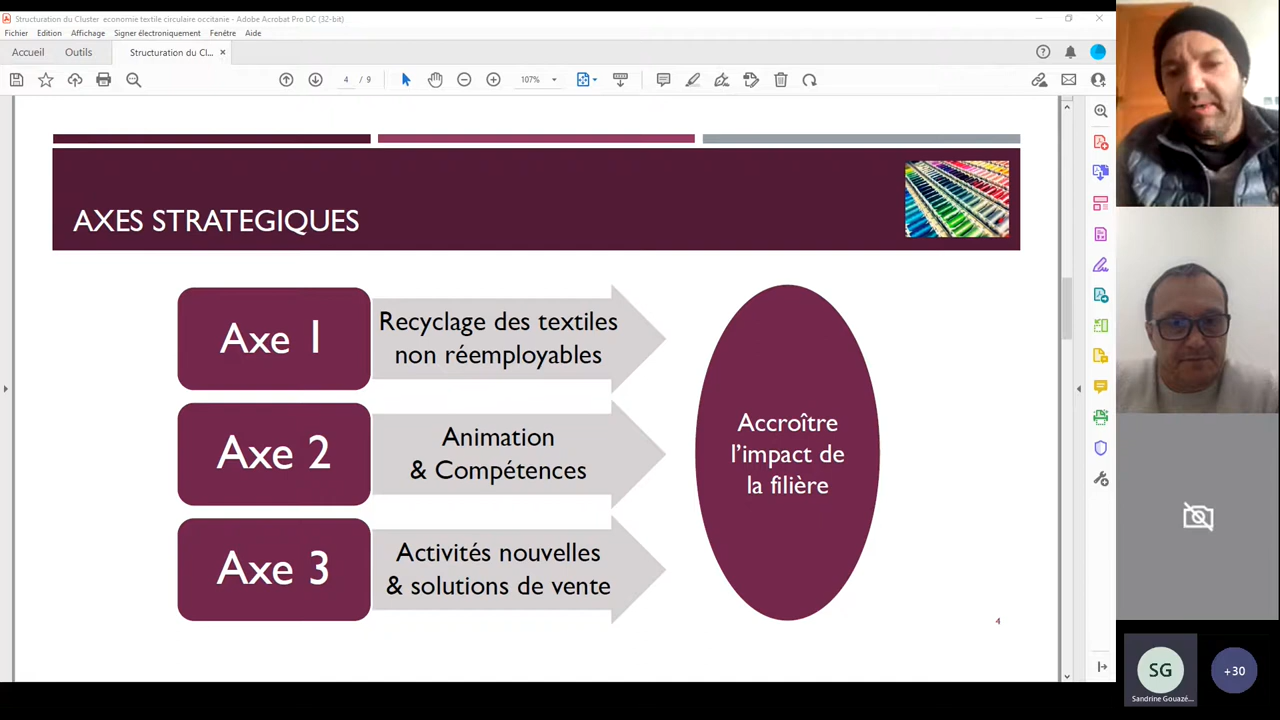 Structuration du Cluster economie textile circulaire occitanie - Adobe Acrobat Pro DC (32-bit)
Fichier Edition Affichage Signer électroniquement Fenêtre Aide
Accueil Outils Structuration du Cl... ×
4 / 9 107%
AXES STRATEGIQUES
Axe 1
Recyclage des textiles
non réemployables
Axe 2
Animation
& Compétences
Axe 3
Activités nouvelles
& solutions de vente
Accroître
l’impact de
la filière
4
SG
Sandrine Gouazé...
+30